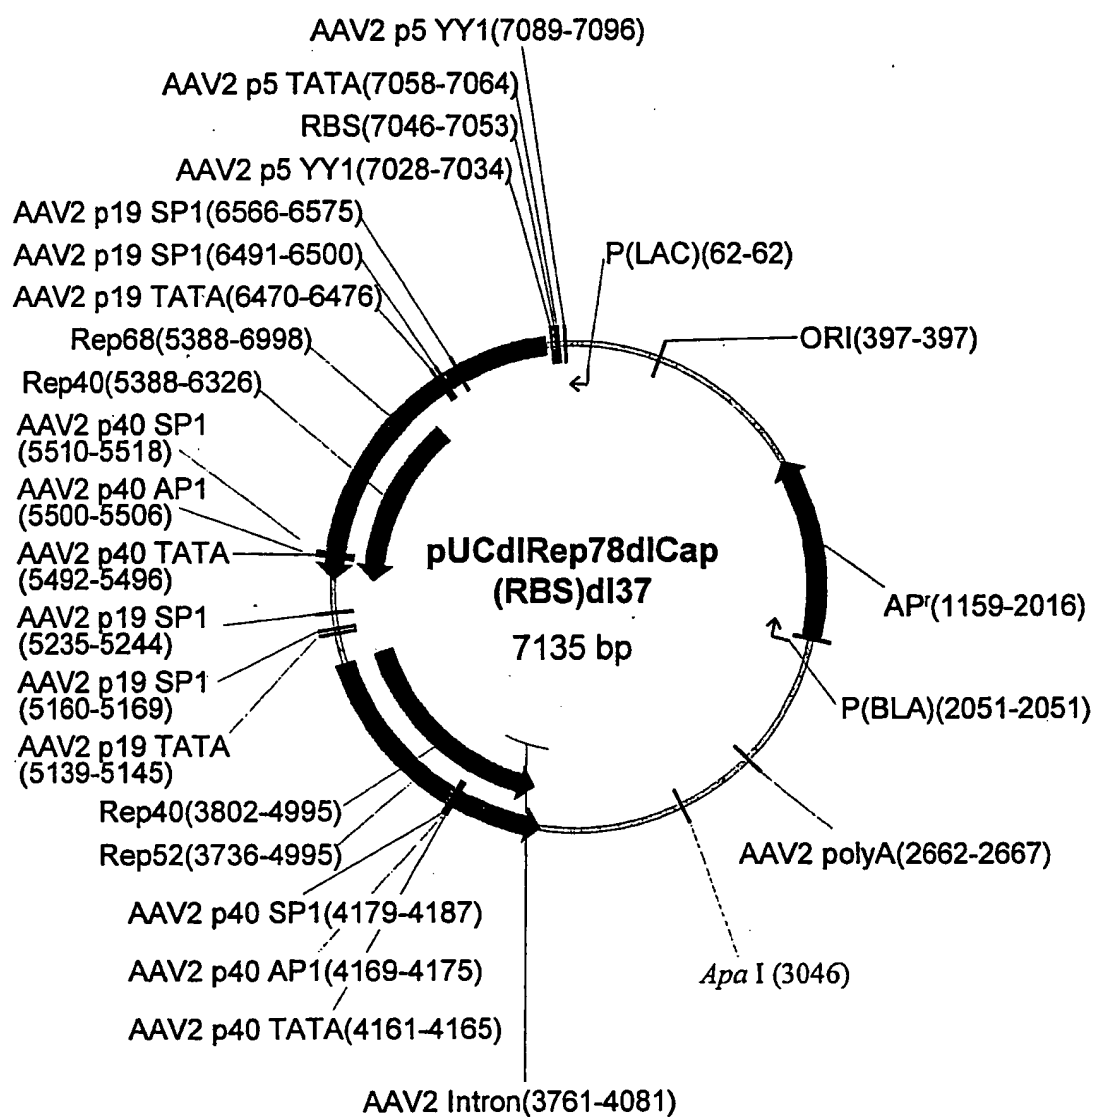 AAV2 p5 YY1(7089-7096)
AAV2 p5 TATA(7058-7064)
RBS(7046-7053)
AAV2 p5 YY1(7028-7034)
AAV2 p19 SP1(6566-6575)
AAV2 p19 SP1(6491-6500)
AAV2 p19 TATA(6470-6476)
Rep68(5388-6998)
Rep40(5388-6326)
AAV2 p40 SP1
(5510-5518)
AAV2 p40 AP1
(5500-5506)
AAV2 p40 TATA
(5492-5496)
AAV2 p19 SP1
(5235-5244)
AAV2 p19 SP1
(5160-5169)
AAV2 p19 TATA
(5139-5145)
Rep40(3802-4995)
Rep52(3736-4995)
AAV2 p40 SP1(4179-4187)
AAV2 p40 AP1(4169-4175)
AAV2 p40 TATA(4161-4165)
AAV2 Intron(3761-4081)
P(LAC)(62-62)
ORI(397-397)
APʳ(1159-2016)
P(BLA)(2051-2051)
AAV2 polyA(2662-2667)
Apa I (3046)
pUCdlRep78dlCap
(RBS)dl37
7135 bp